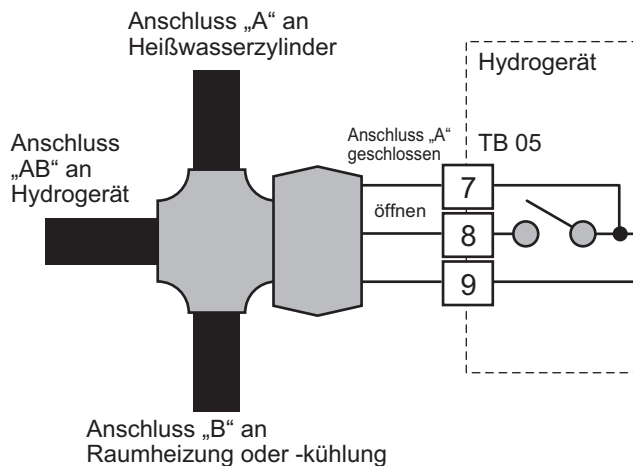 Anschluss „A“ an
Heißwasserzylinder
Hydrogerät
Anschluss
„AB“ an
Hydrogerät
Anschluss „A“
geschlossen
TB 05
7
öffnen
8
9
Anschluss „B“ an
Raumheizung oder -kühlung